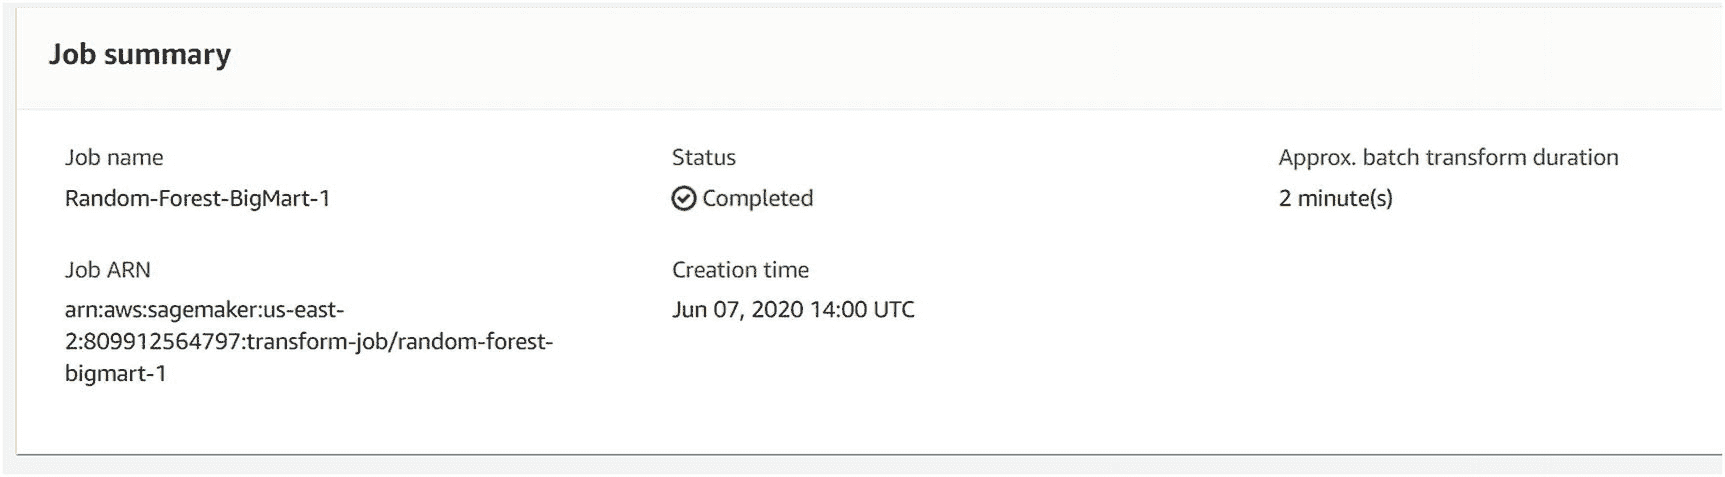 Job summary
Job name
Random-Forest-BigMart-1
Status
Completed
Approx. batch transform duration
2 minute(s)
Job ARN
arn:aws:sagemaker:us-east-
2:809912564797:transform-job/random-forest-
bigmart-1
Creation time
Jun 07, 2020 14:00 UTC